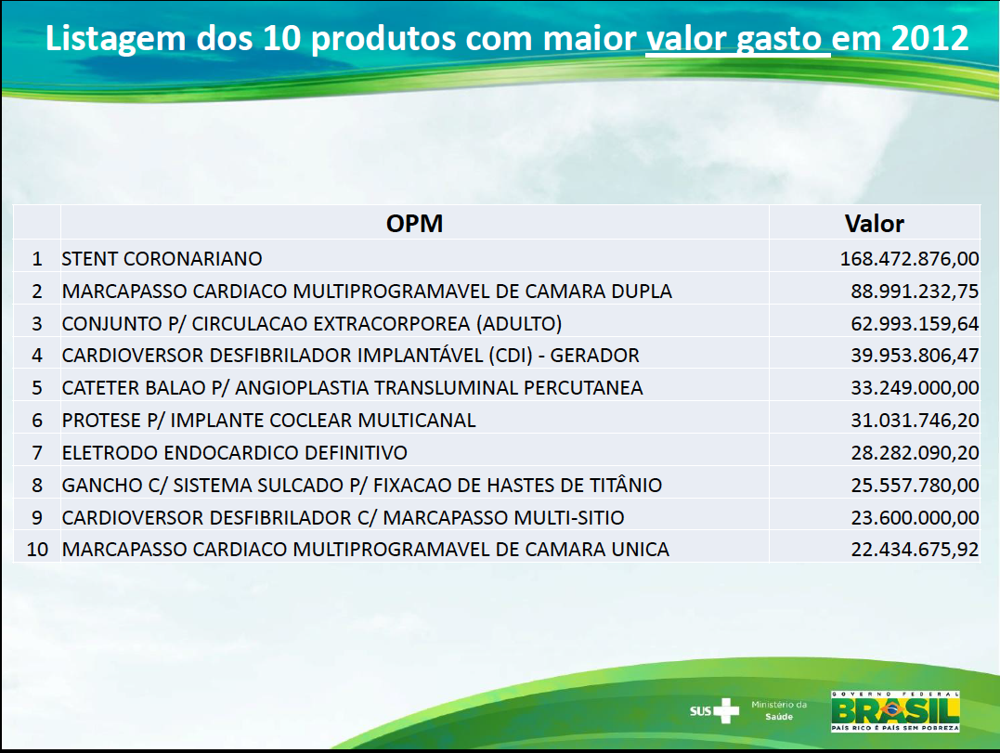 Listagem dos 10 produtos com maior valor gasto em 2012
OPM Valor
1 STENT CORONARIANO 168.472.876,00
2 MARCAPASSO CARDIACO MULTIPROGRAMAVEL DE CAMARA DUPLA 88.991.232,75
3 CONJUNTO P/ CIRCULACAO EXTRACORPOREA (ADULTO) 62.993.159,64
4 CARDIOVERSOR DESFIBRILADOR IMPLANTÁVEL (CDI) - GERADOR 39.953.806,47
5 CATETER BALAO P/ ANGIOPLASTIA TRANSLUMINAL PERCUTANEA 33.249.000,00
6 PROTESE P/ IMPLANTE COCLEAR MULTICANAL 31.031.746,20
7 ELETRODO ENDOCARDICO DEFINITIVO 28.282.090,20
8 GANCHO C/ SISTEMA SULCADO P/ FIXACAO DE HASTES DE TITÂNIO 25.557.780,00
9 CARDIOVERSOR DESFIBRILADOR C/ MARCAPASSO MULTI-SITIO 23.600.000,00
10 MARCAPASSO CARDIACO MULTIPROGRAMAVEL DE CAMARA UNICA 22.434.675,92
SUS
Ministério da
Saúde
GOVERNO FEDERAL
BRASIL
PAÍS RICO É PAÍS SEM POBREZA